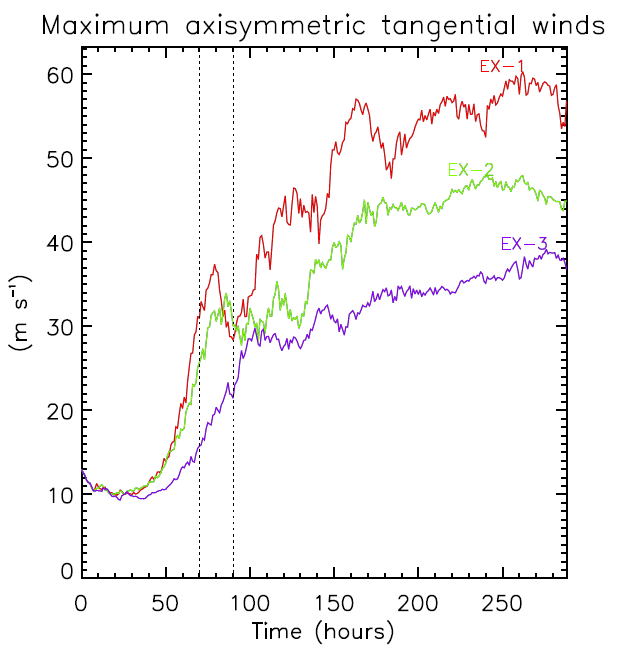 Maximum axisymmetric tangential winds
60
50
40
30
20
10
0
(m s⁻¹)
EX-1
EX-2
EX-3
0 50 100 150 200 250
Time (hours)